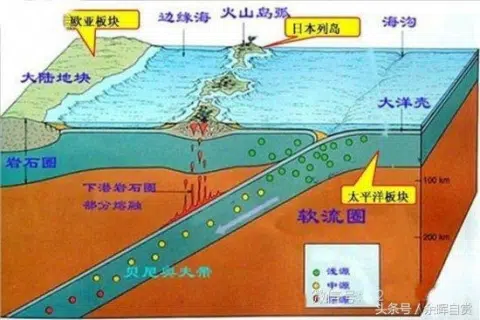 欧亚板块
边缘海
火山岛弧
日本列岛
海沟
大陆地块
大洋壳
岩石圈
下潜岩石圈
部分熔融
太平洋板块
100 km
软流圈
200 km
贝尼奥夫带
浅源
中源
头条号／东晖自赏